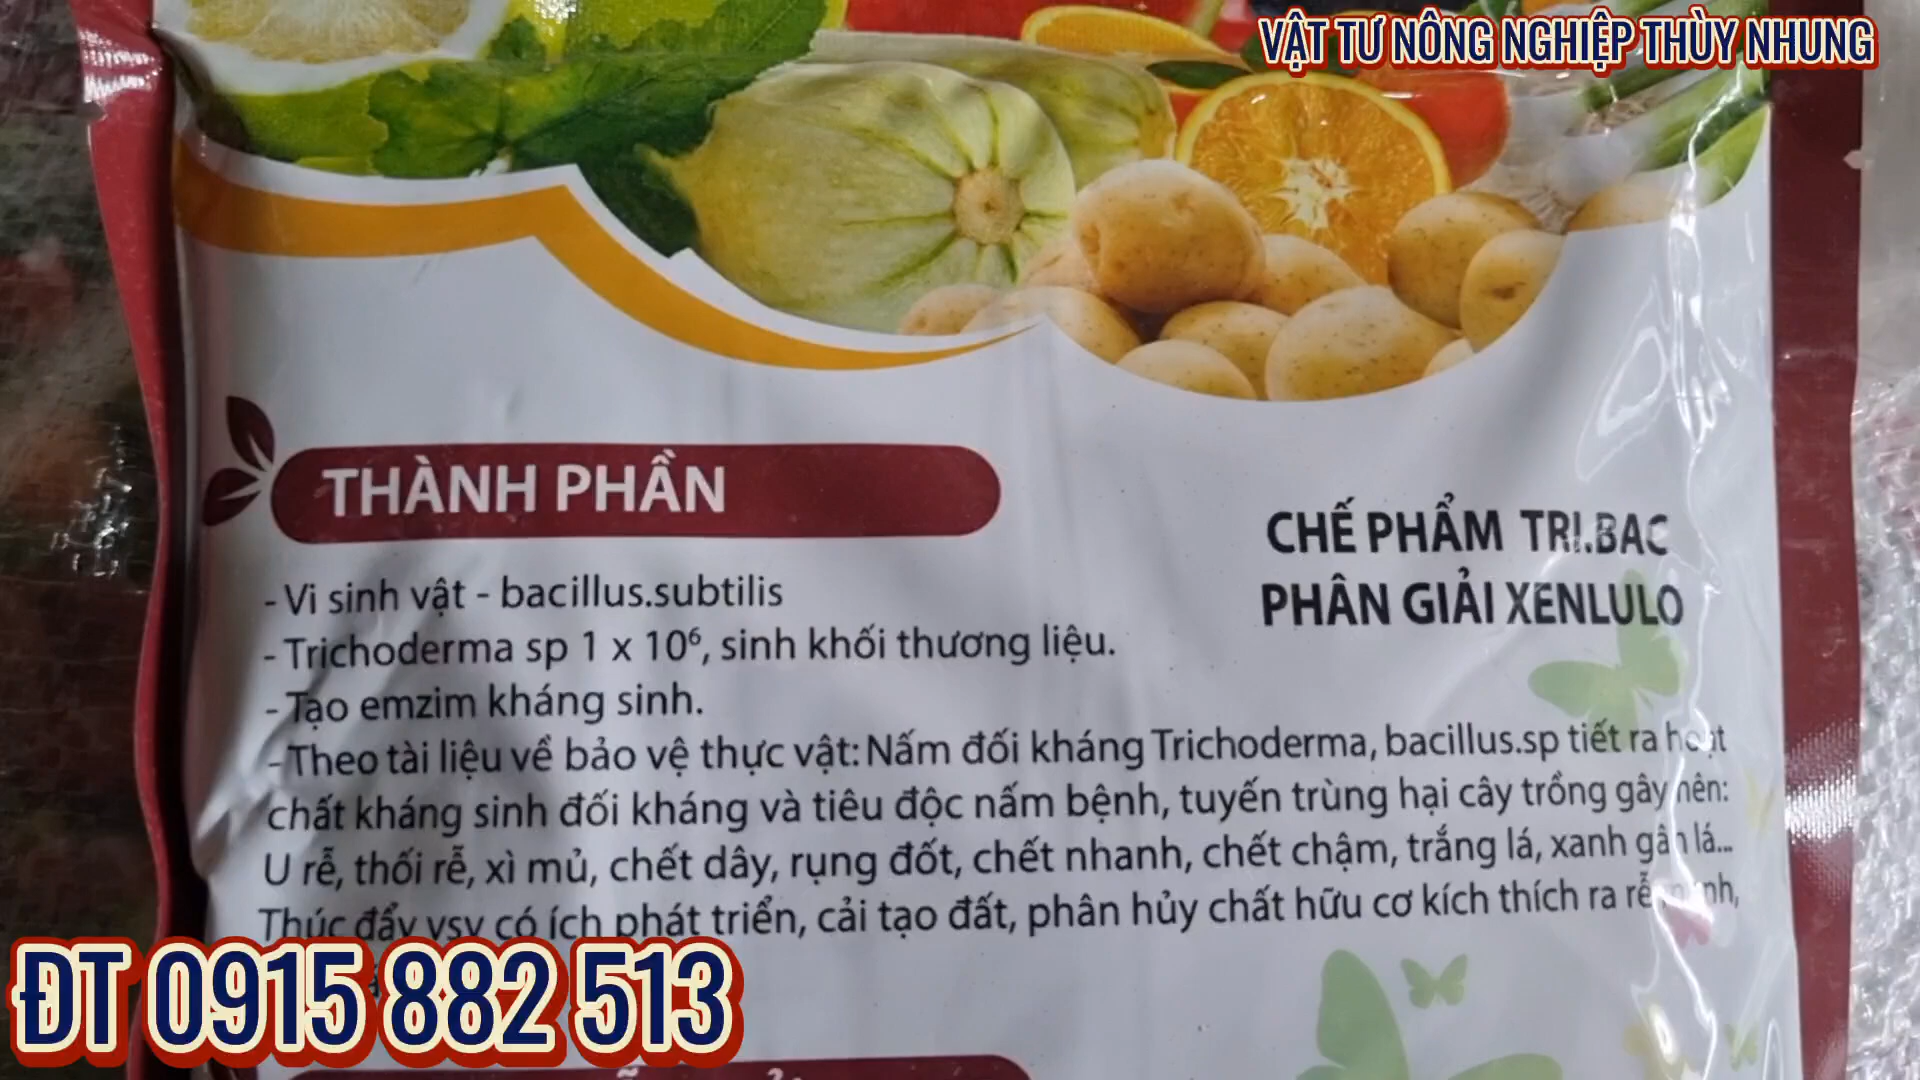 VẬT TƯ NÔNG NGHIỆP THÙY NHUNG
THÀNH PHẦN
CHẾ PHẨM TRI.BAC
PHÂN GIẢI XENLULO
- Vi sinh vật - bacillus.subtilis
- Trichoderma sp 1 x 10⁶, sinh khối thương liệu.
- Tạo emzim kháng sinh.
- Theo tài liệu về bảo vệ thực vật: Nấm đối kháng Trichoderma, bacillus.sp tiết ra hoạt
chất kháng sinh đối kháng và tiêu độc nấm bệnh, tuyến trùng hại cây trồng gây nên:
U rễ, thối rễ, xì mủ, chết dây, rụng đốt, chết nhanh, chết chậm, trắng lá, xanh gân lá...
Thúc đẩy vsv có ích phát triển, cải tạo đất, phân hủy chất hữu cơ kích thích ra rễ
ĐT 0915 882 513